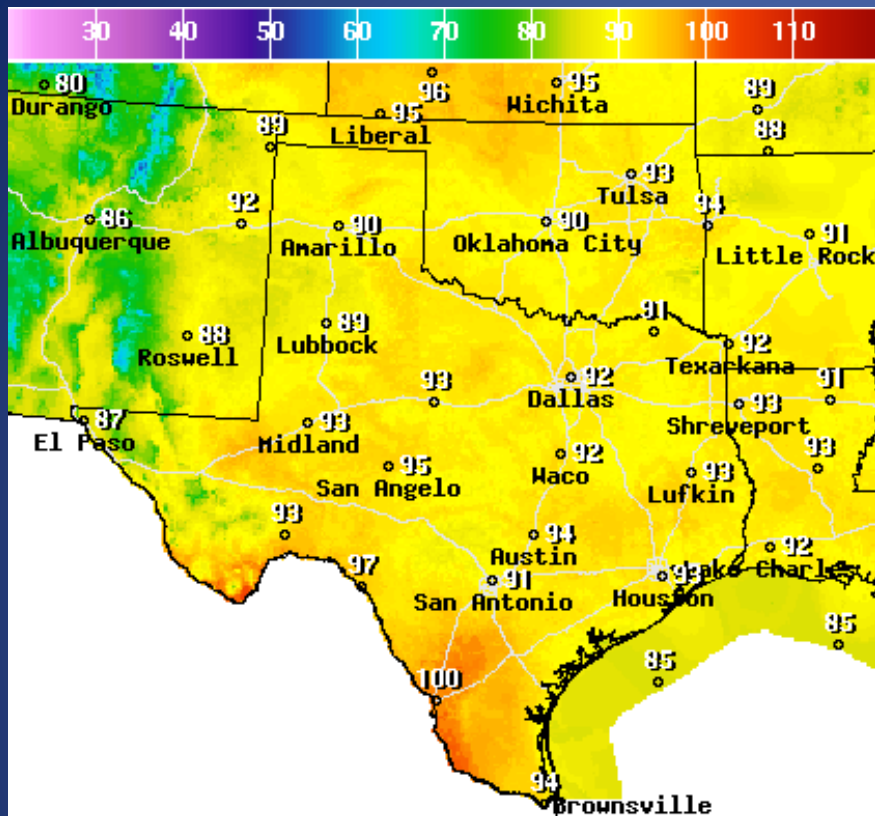 30 40 50 60 70 80 90 100 110
96
80
Durango
95
Wichita
95
Liberal
89
89
88
93
Tulsa
86
Albuquerque
92
90
Amarillo
90
Oklahoma City
94
91
Little Rock
88
Roswell
89
Lubbock
91
92
Texarkana
92
Dallas
93
93
Shreveport
91
87
El Paso
93
Midland
95
San Angelo
92
Waco
93
Lufkin
93
93
94
Austin
92
Lake Charles
97
91
San Antonio
93
Houston
85
85
100
94
Brownsville